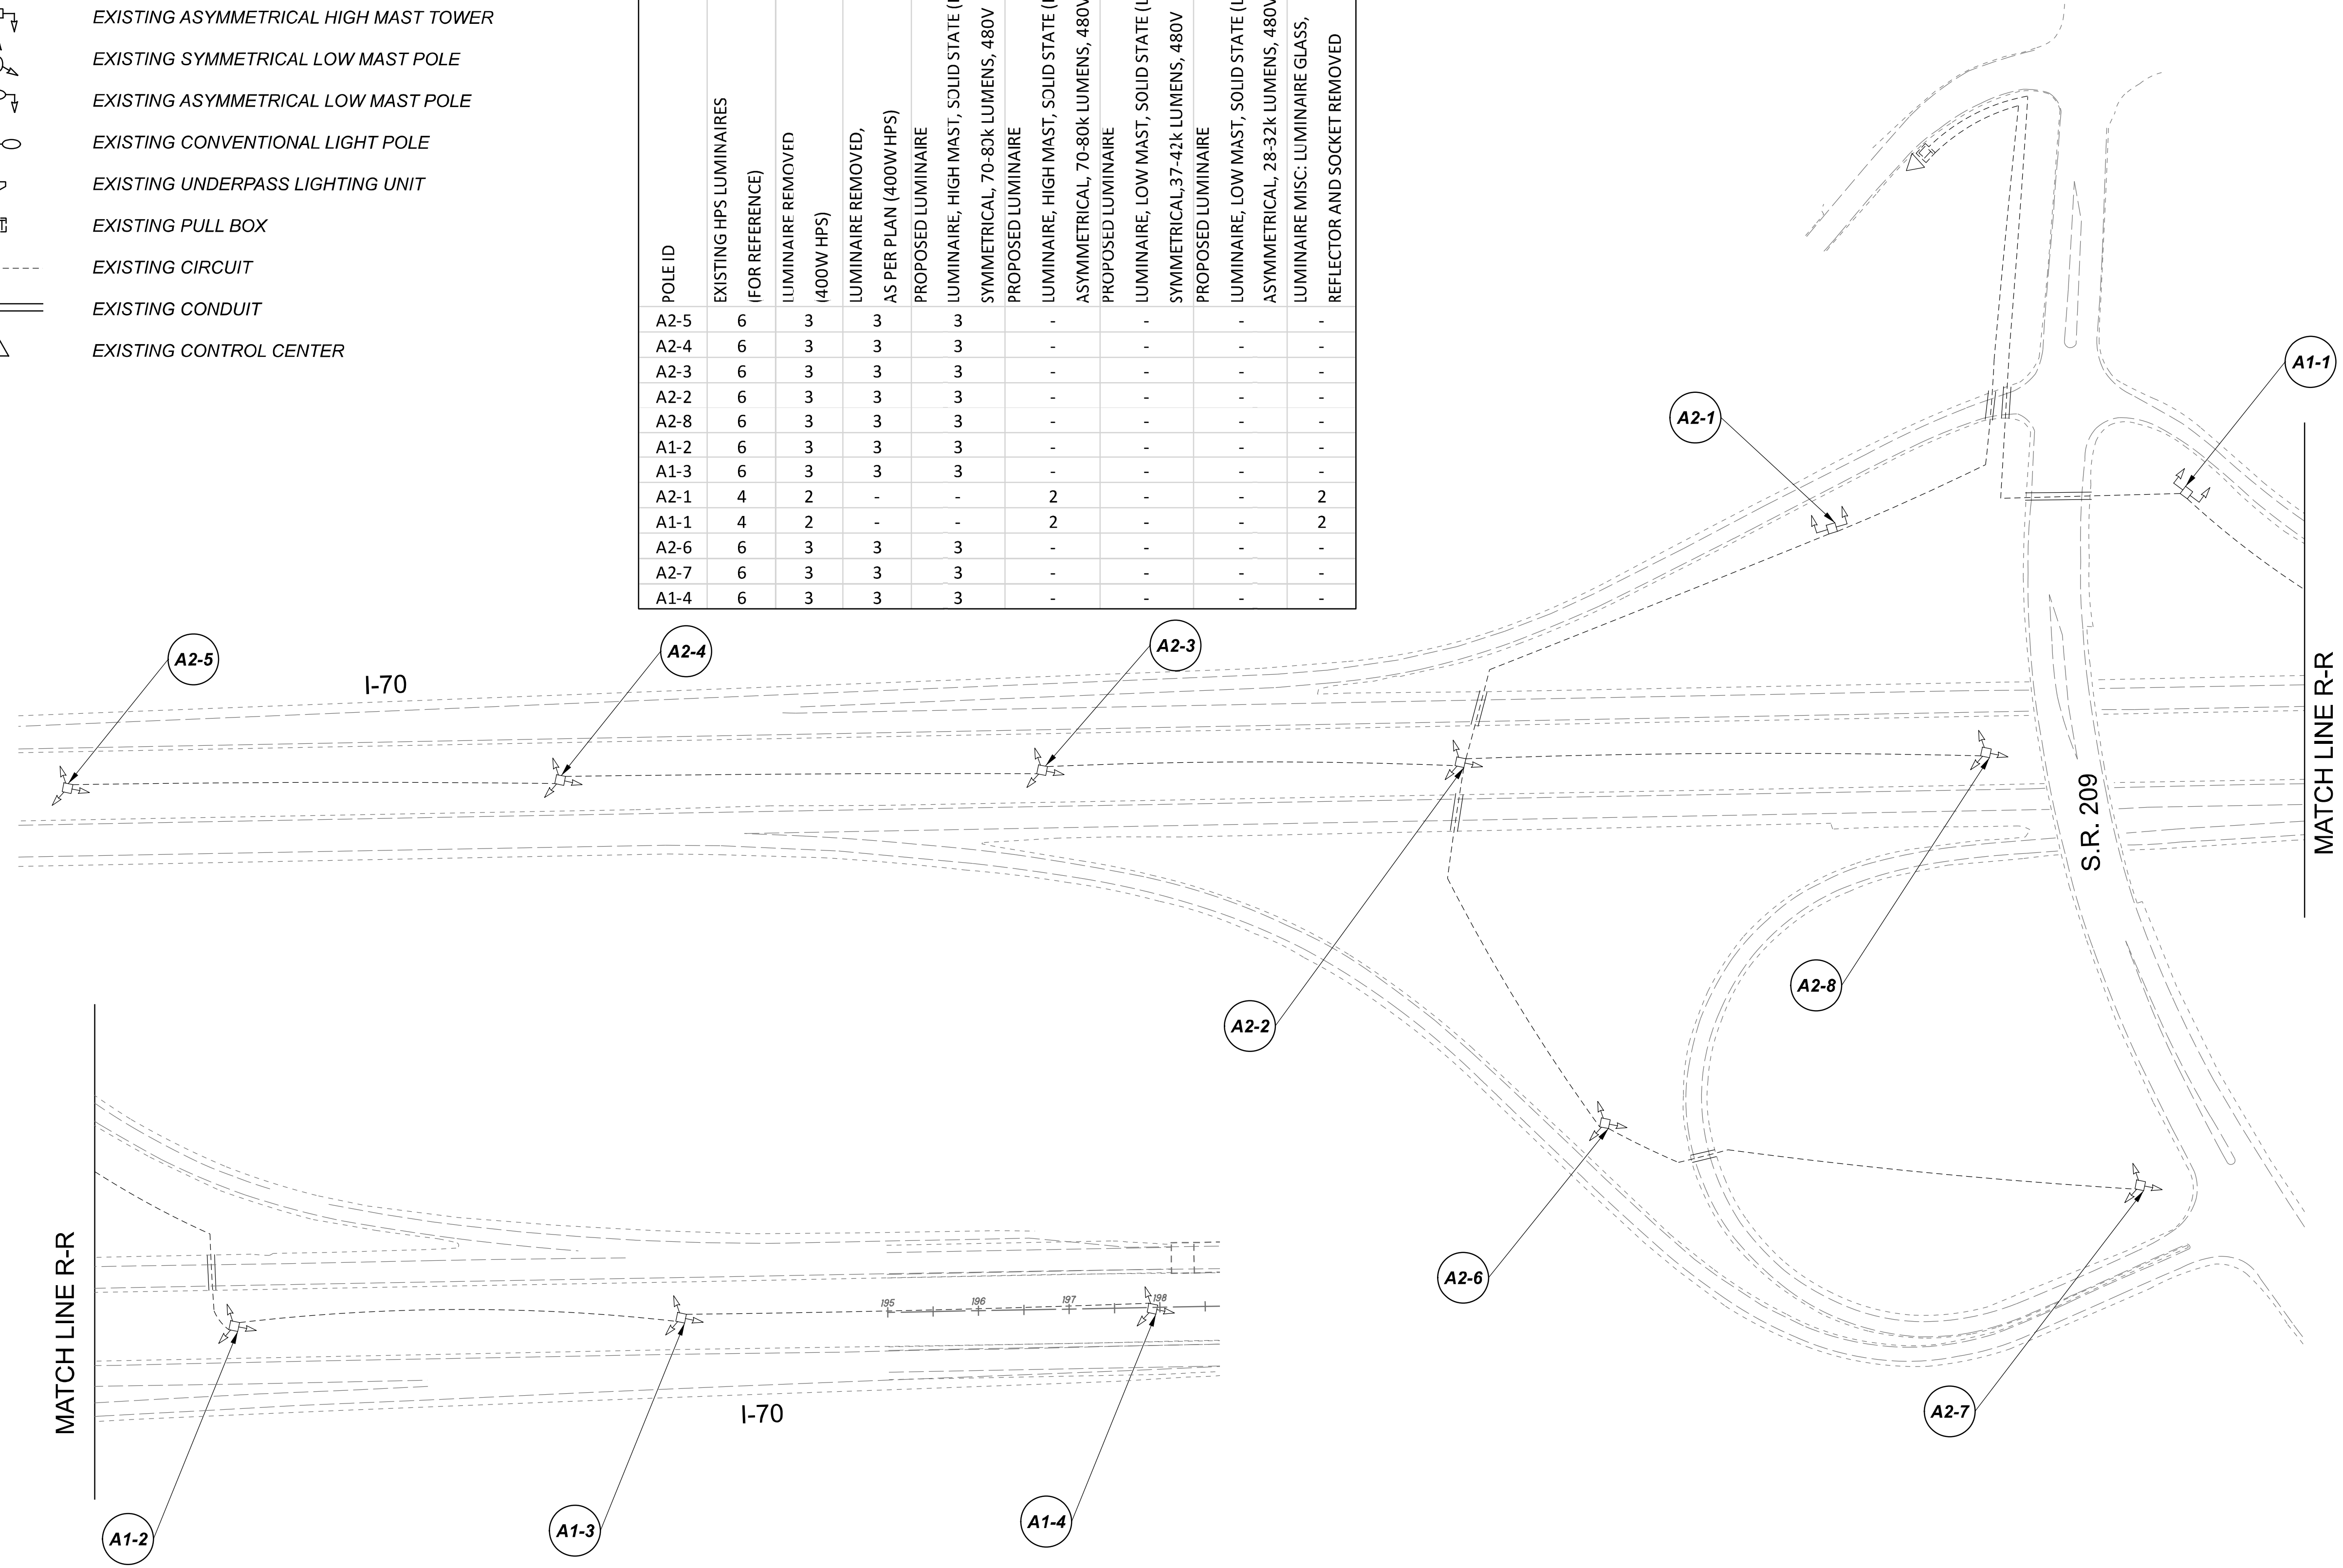 EXISTING ASYMMETRICAL HIGH MAST TOWER
EXISTING SYMMETRICAL LOW MAST POLE
EXISTING ASYMMETRICAL LOW MAST POLE
EXISTING CONVENTIONAL LIGHT POLE
EXISTING UNDERPASS LIGHTING UNIT
EXISTING PULL BOX
EXISTING CIRCUIT
EXISTING CONDUIT
EXISTING CONTROL CENTER
POLE ID
EXISTING HPS LUMINAIRES
(FOR REFERENCE)
LUMINAIRE REMOVED
(400W HPS)
LUMINAIRE REMOVED,
AS PER PLAN (400W HPS)
PROPOSED LUMINAIRE
LUMINAIRE, HIGH MAST, SOLID STATE
SYMMETRICAL, 70-80k LUMENS, 480V
PROPOSED LUMINAIRE
LUMINAIRE, HIGH MAST, SOLID STATE
ASYMMETRICAL, 70-80k LUMENS, 480V
PROPOSED LUMINAIRE
LUMINAIRE, LOW MAST, SOLID STATE
SYMMETRICAL,37-42k LUMENS, 480V
PROPOSED LUMINAIRE
LUMINAIRE, LOW MAST, SOLID STATE
ASYMMETRICAL, 28-32k LUMENS, 480V
LUMINAIRE MISC: LUMINAIRE GLASS,
REFLECTOR AND SOCKET REMOVED
A2-5 6 3 3 3 - - - -
A2-4 6 3 3 3 - - - -
A2-3 6 3 3 3 - - - -
A2-2 6 3 3 3 - - - -
A2-8 6 3 3 3 - - - -
A1-2 6 3 3 3 - - - -
A1-3 6 3 3 3 - - - -
A2-1 4 2 - - 2 - - 2
A1-1 4 2 - - 2 - - 2
A2-6 6 3 3 3 - - - -
A2-7 6 3 3 3 - - - -
A1-4 6 3 3 3 - - - -
A1-1
A2-1
A2-5
A2-4
A2-3
I-70
MATCH LINE R-R
S.R. 209
A2-8
A2-2
A2-6
A2-7
MATCH LINE R-R
195
196
197
198
I-70
A1-2
A1-3
A1-4